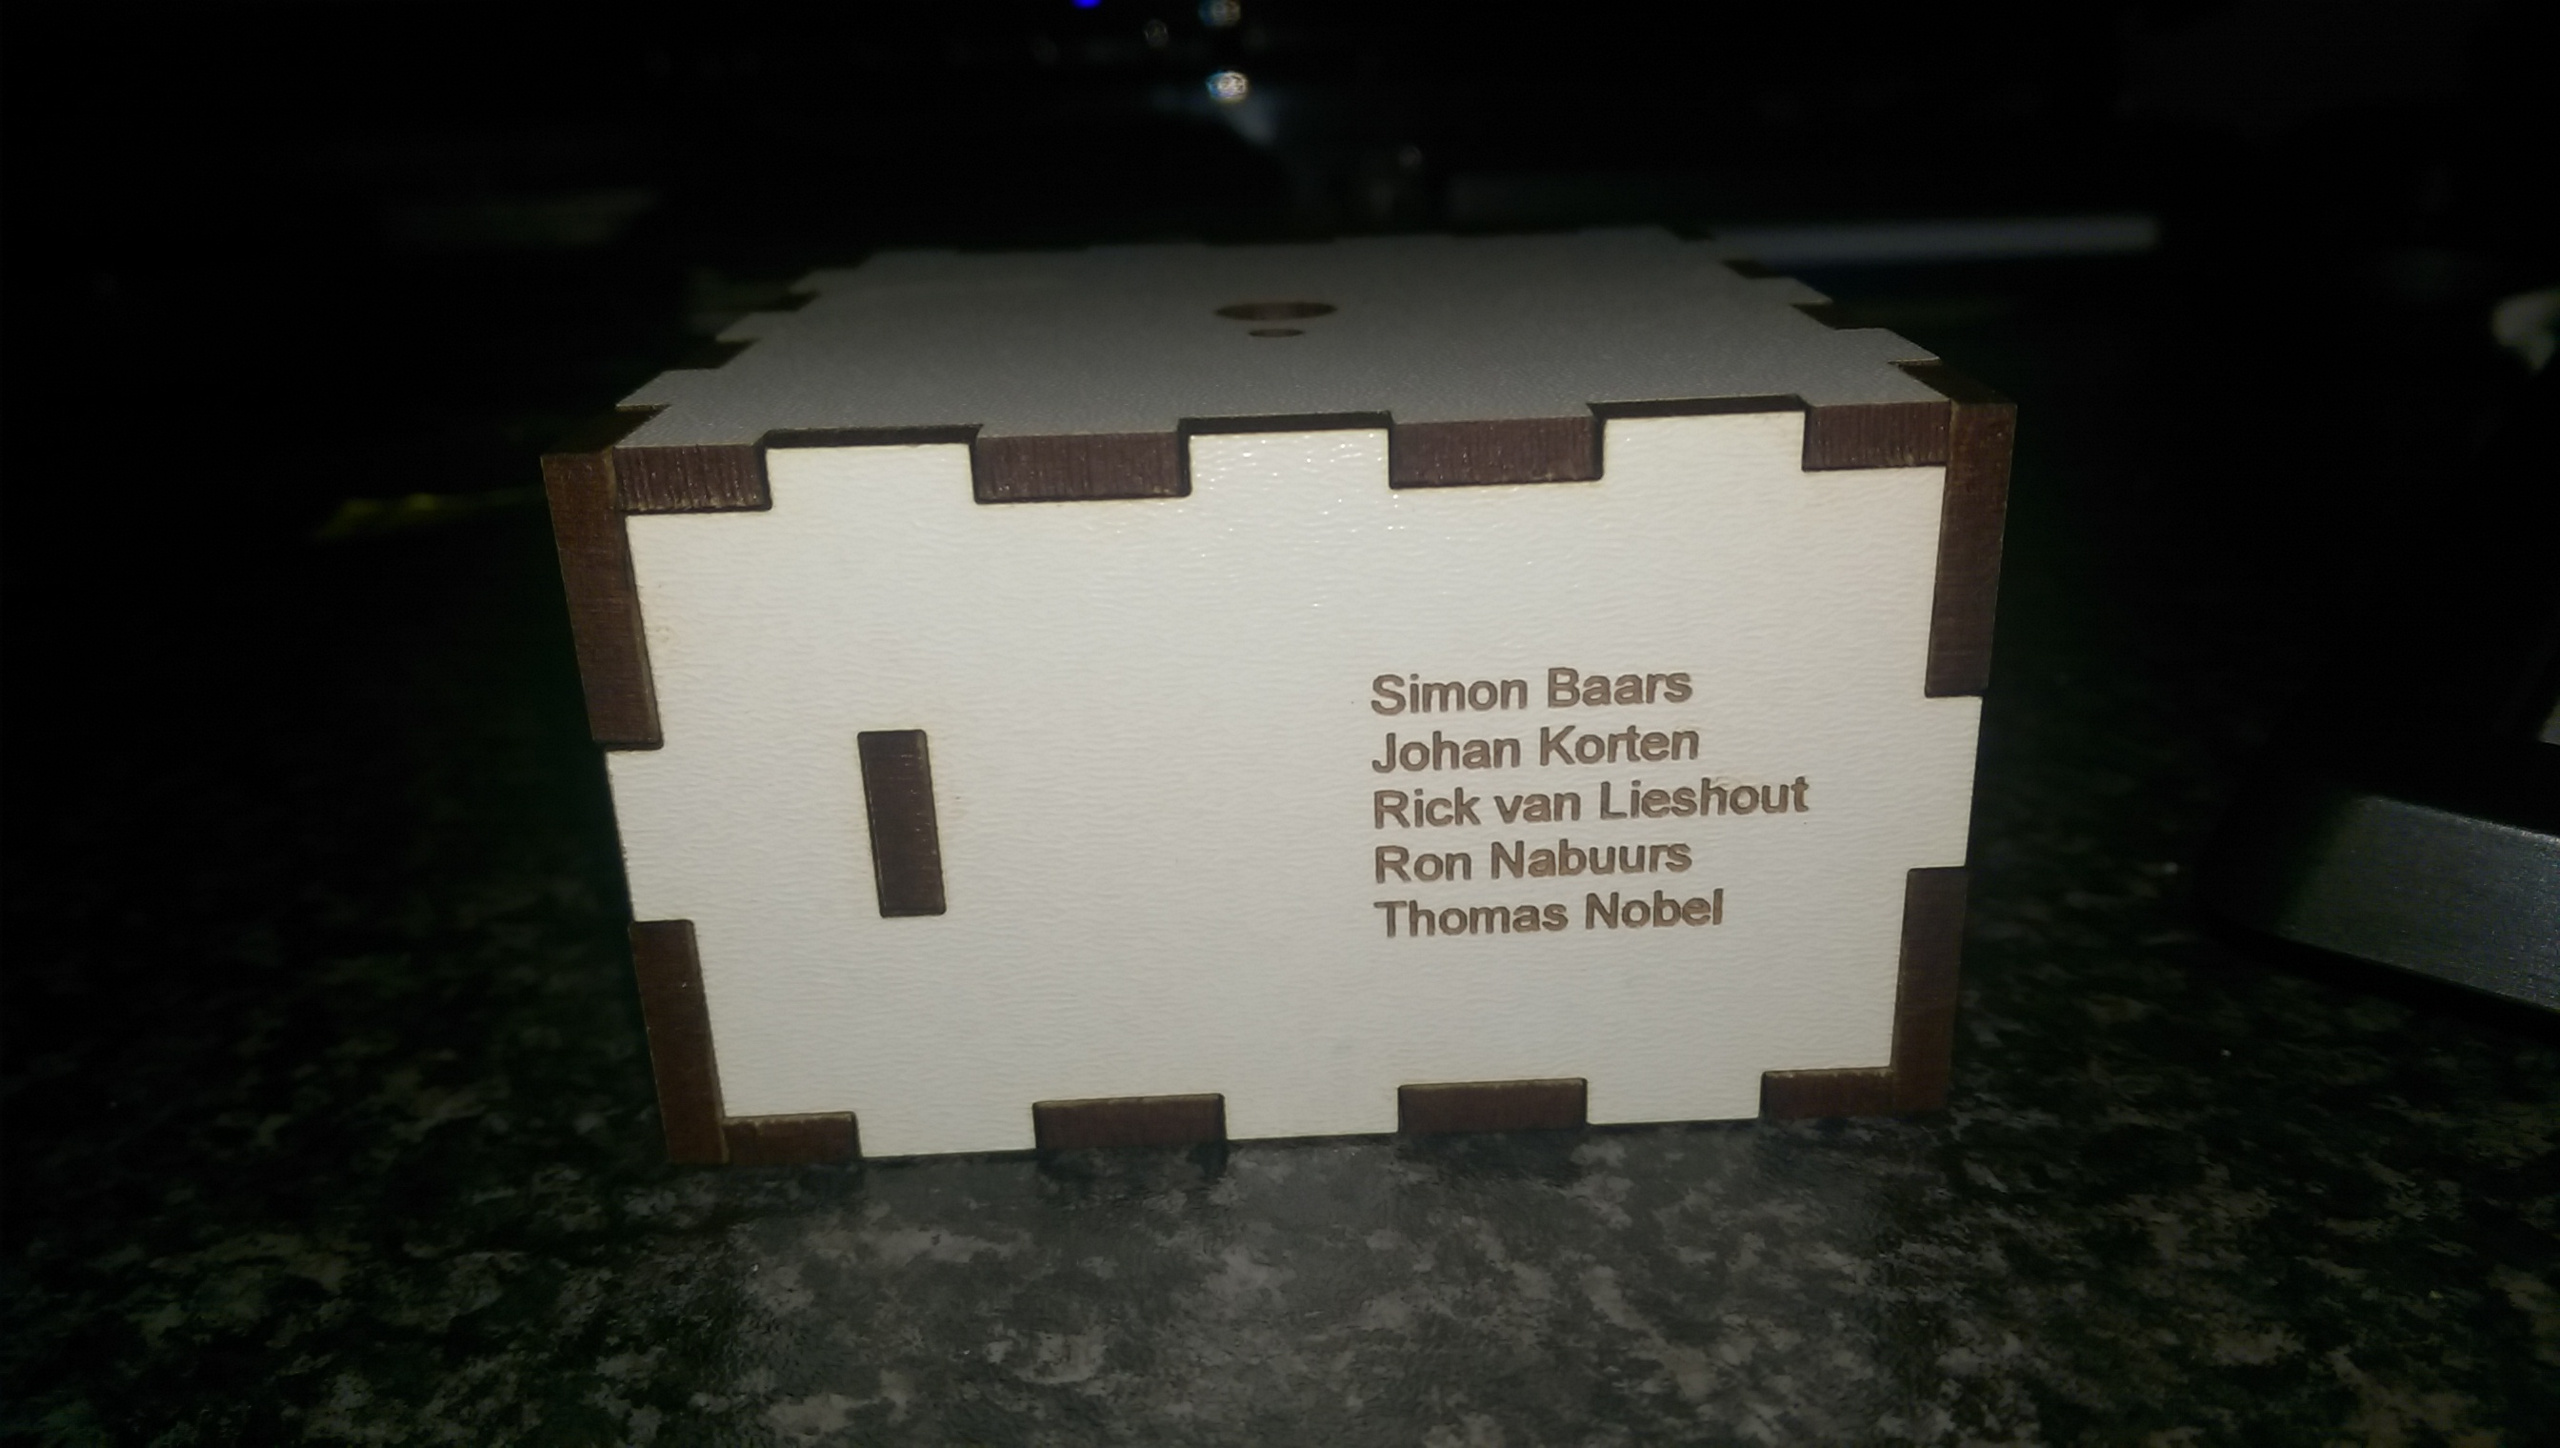 Simon Baars
Johan Korten
Rick van Lieshout
Ron Nabuurs
Thomas Nobel